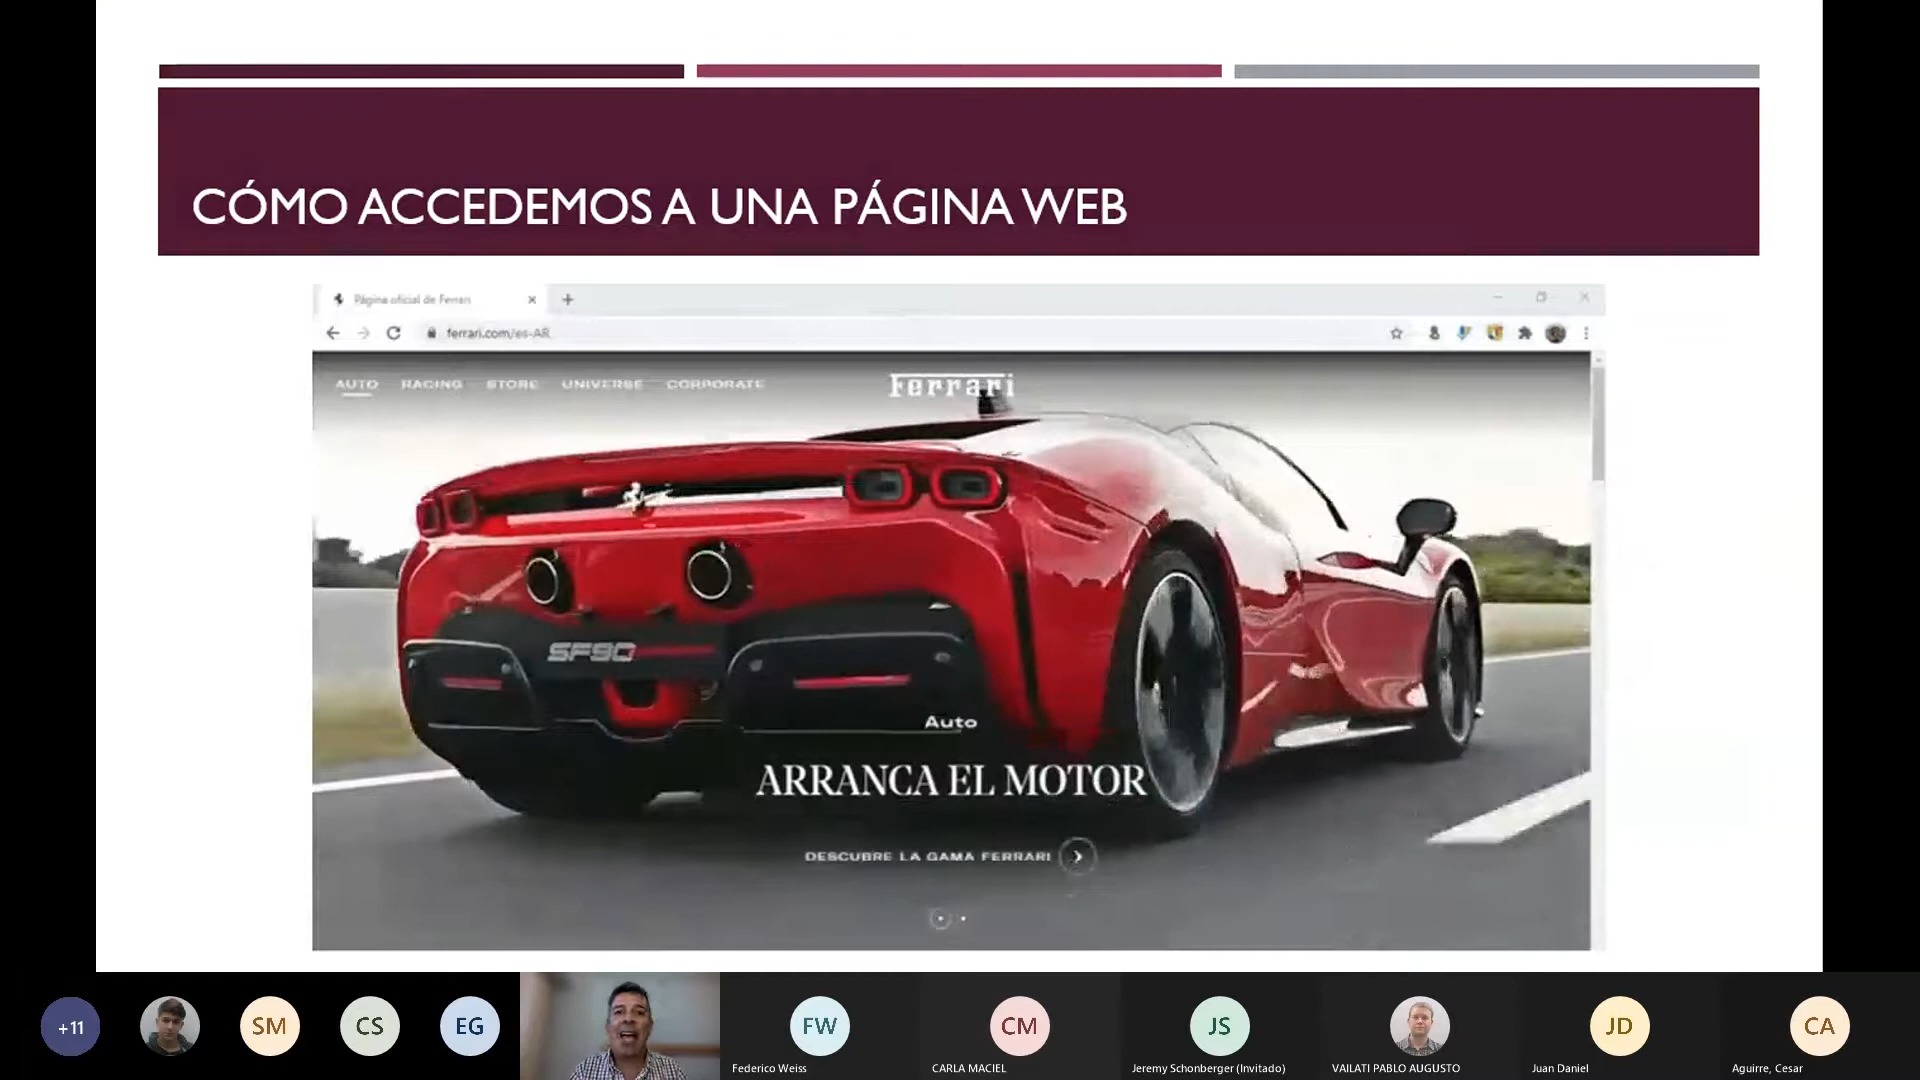 CÓMO ACCEDEMOS A UNA PÁGINA WEB
Página oficial de Ferrari
ferrari.com/es-AR
AUTO RACING STORE UNIVERSE CORPORATE
Ferrari
SF90
Auto
ARRANCA EL MOTOR
DESCUBRE LA GAMA FERRARI
+11 SM CS EG FW CM JS JD CA
Federico Weiss CARLA MACIEL Jeremy Schonberger (Invitado) VAILATI PABLO AUGUSTO Juan Daniel Aguirre, Cesar